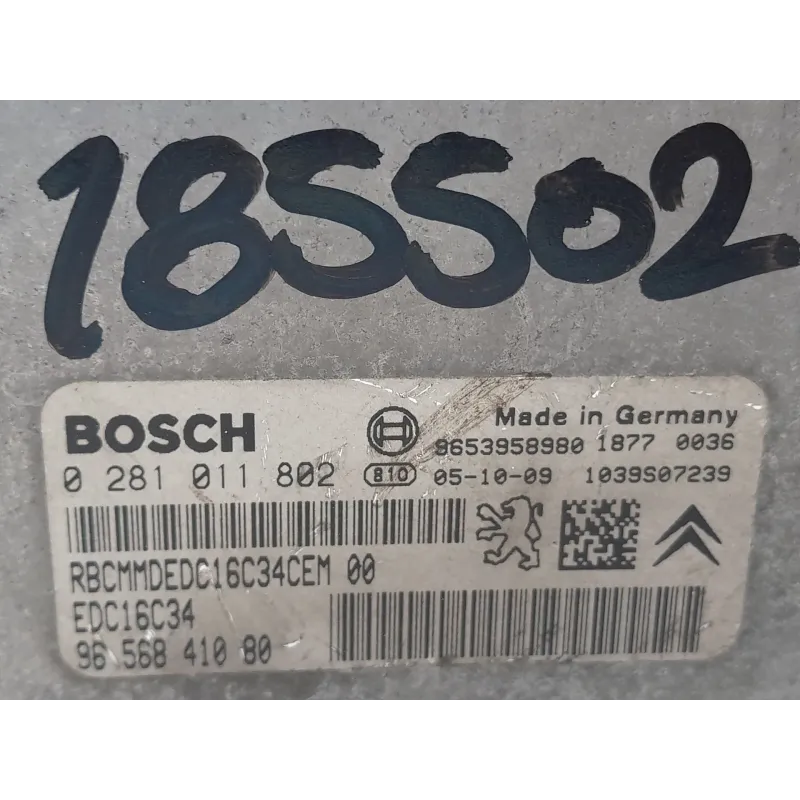 185502
BOSCH
Made in Germany
9653958980 1877 0036
0 281 011 802 810 05-10-09 1039S07239
RBCMMDEDC16C34CEM 00
EDC16C34
96 568 410 80